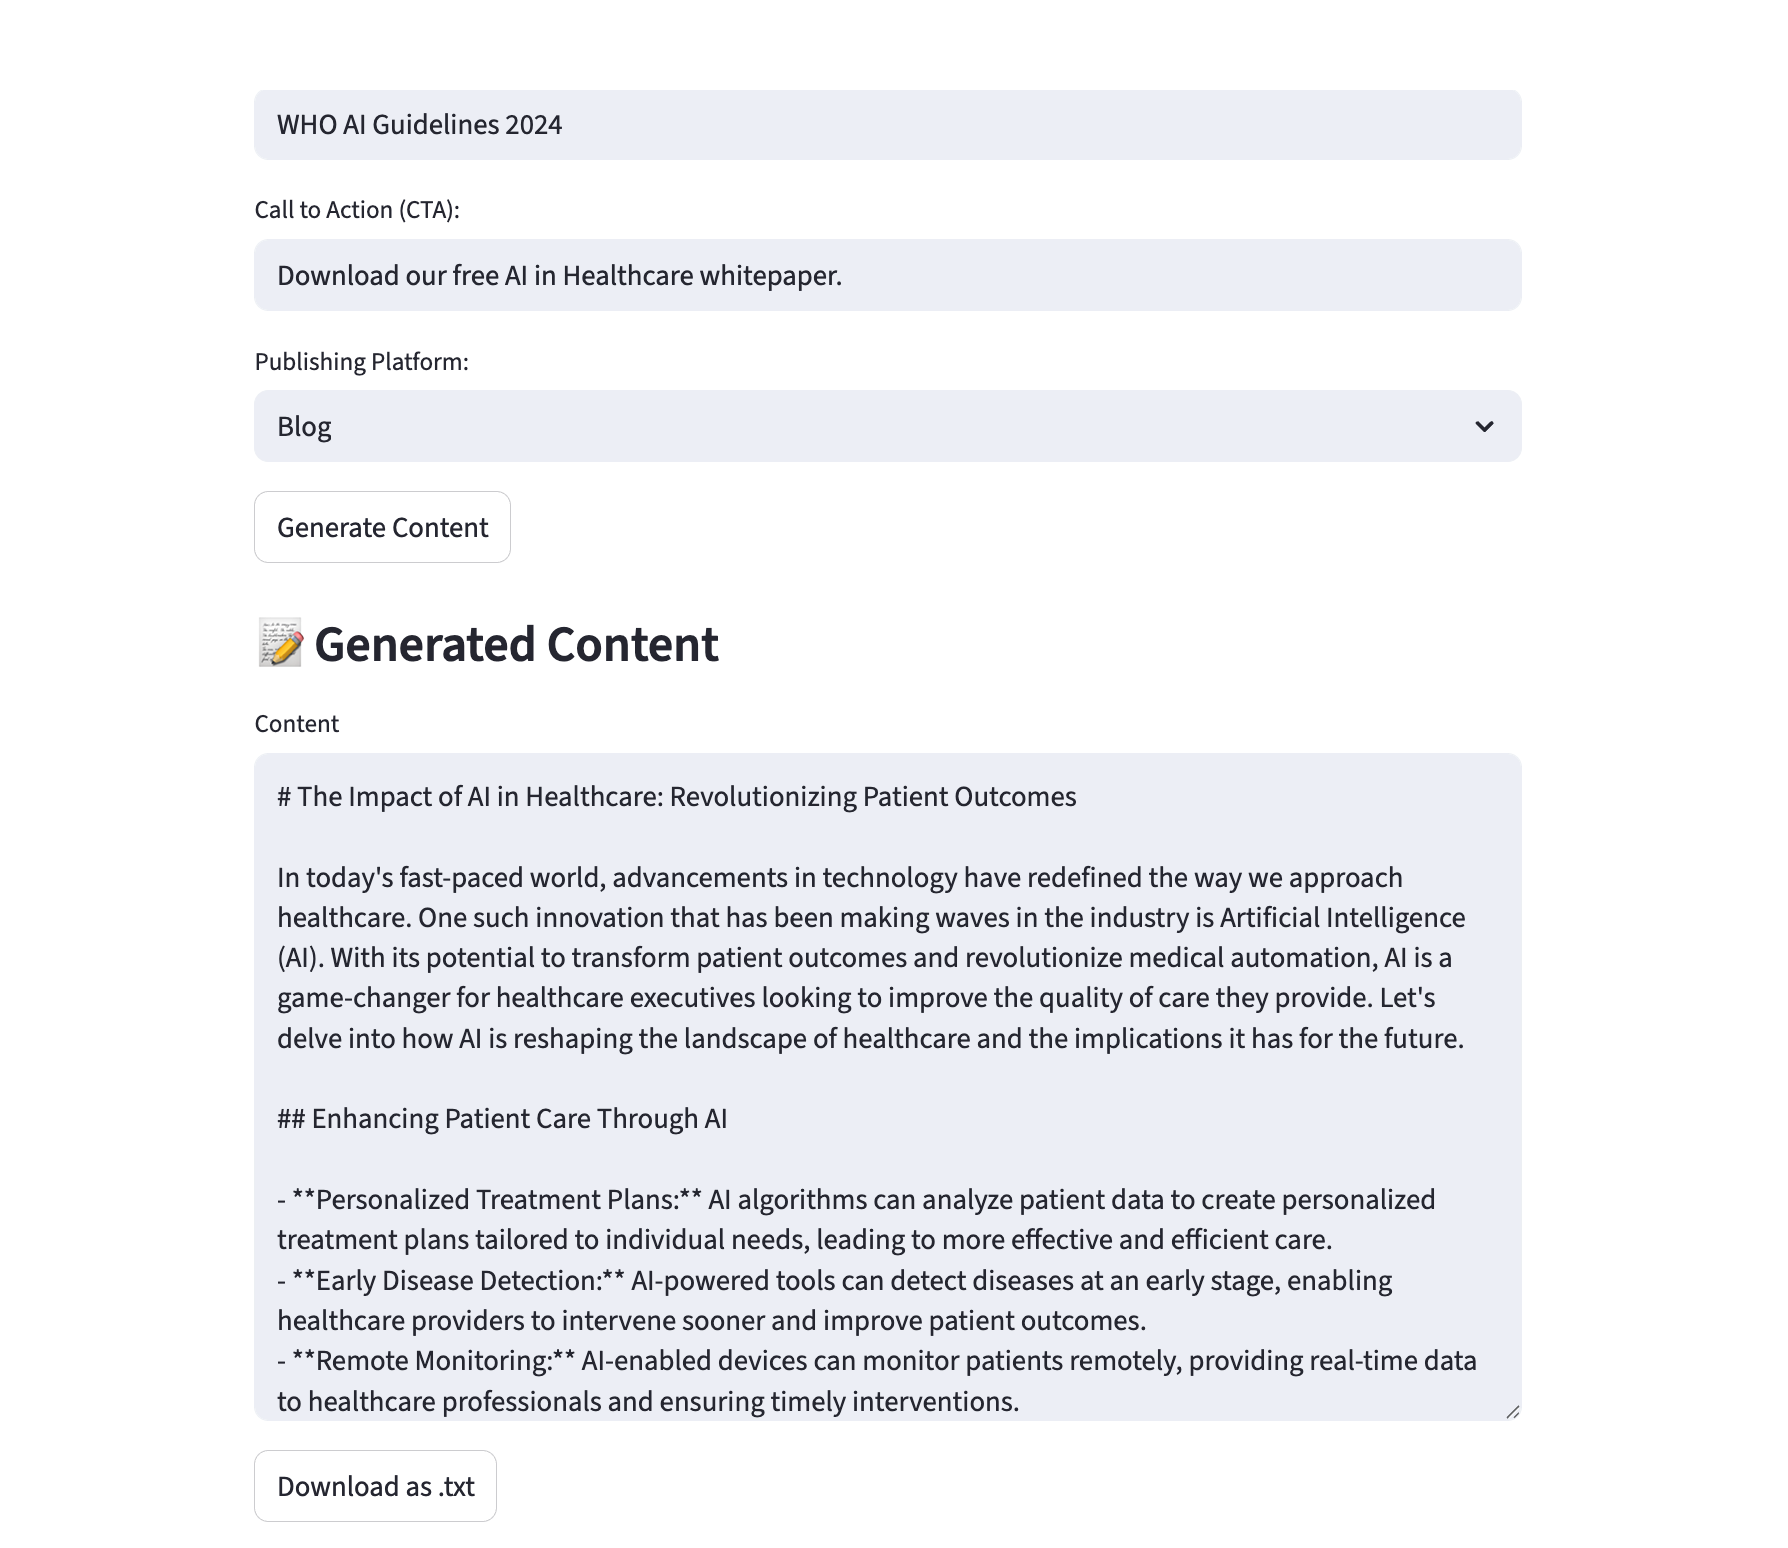 WHO AI Guidelines 2024
Call to Action (CTA):
Download our free AI in Healthcare whitepaper.
Publishing Platform:
Blog
Generate Content
Generated Content
Content
# The Impact of AI in Healthcare: Revolutionizing Patient Outcomes
In today's fast-paced world, advancements in technology have redefined the way we approach
healthcare. One such innovation that has been making waves in the industry is Artificial Intelligence
(AI). With its potential to transform patient outcomes and revolutionize medical automation, AI is a
game-changer for healthcare executives looking to improve the quality of care they provide. Let's
delve into how AI is reshaping the landscape of healthcare and the implications it has for the future.
## Enhancing Patient Care Through AI
- **Personalized Treatment Plans:** AI algorithms can analyze patient data to create personalized
treatment plans tailored to individual needs, leading to more effective and efficient care.
- **Early Disease Detection:** AI-powered tools can detect diseases at an early stage, enabling
healthcare providers to intervene sooner and improve patient outcomes.
- **Remote Monitoring:** AI-enabled devices can monitor patients remotely, providing real-time data
to healthcare professionals and ensuring timely interventions.
Download as .txt